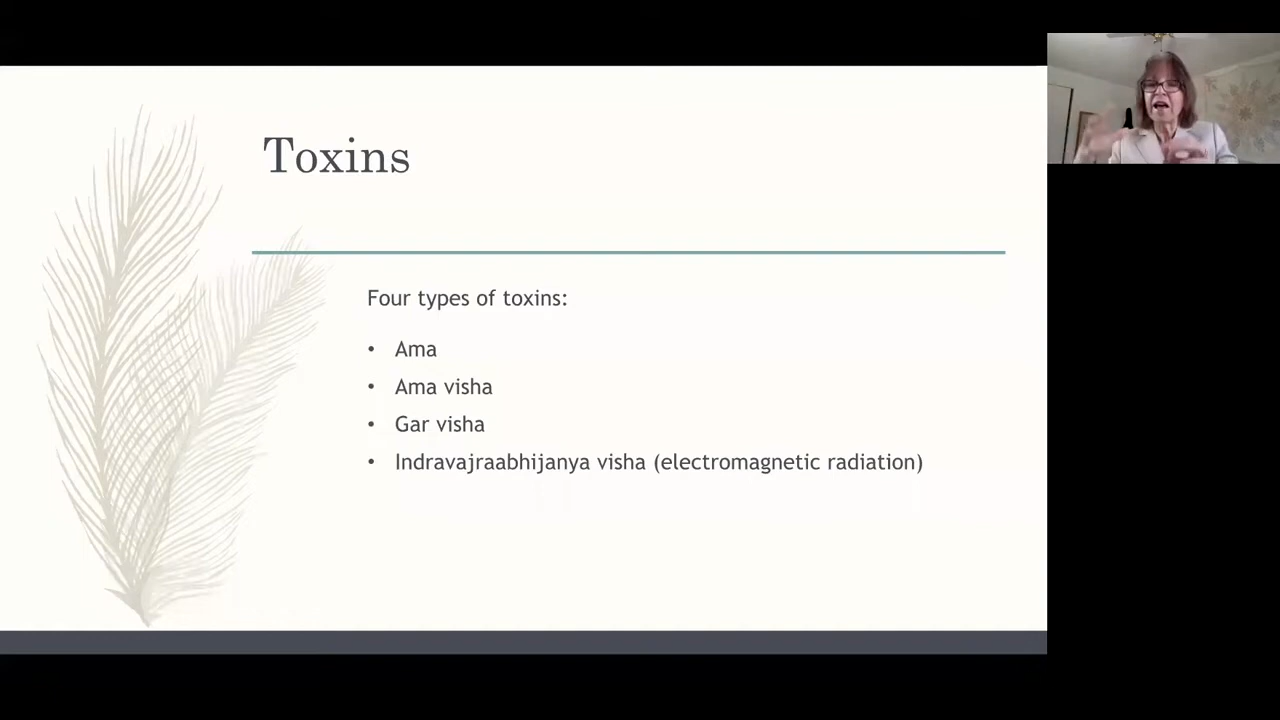 Toxins
Four types of toxins:
• Ama
• Ama visha
• Gar visha
• Indravajraabhijanya visha (electromagnetic radiation)